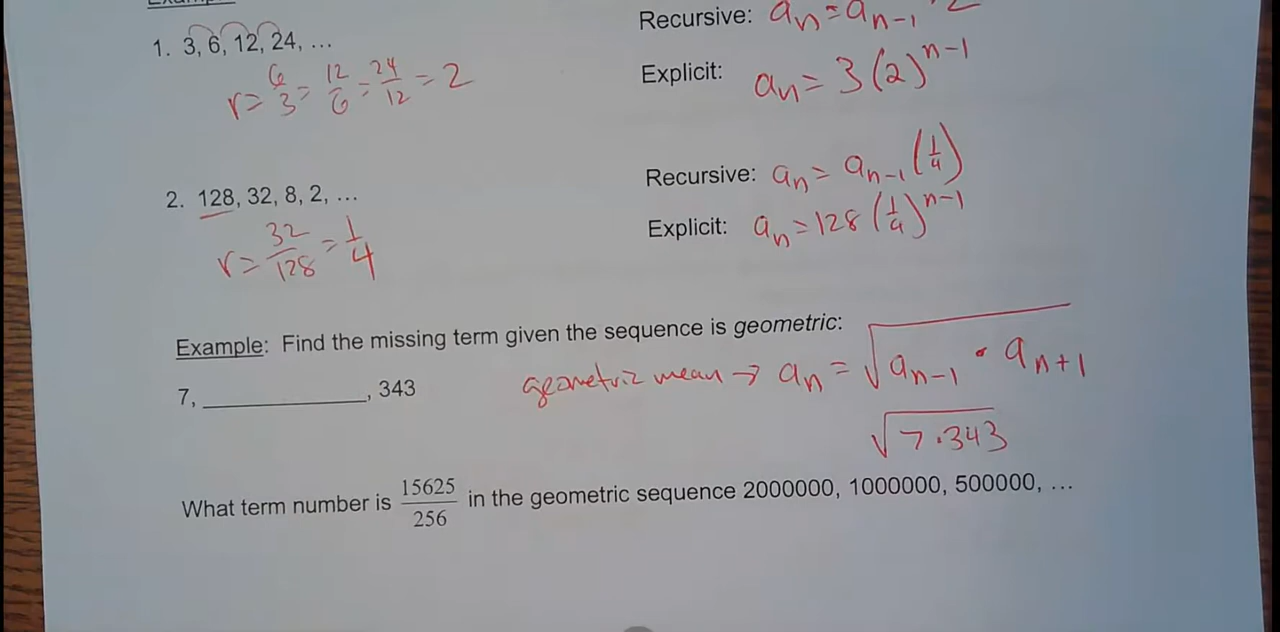 Recursive: aₙ = aₙ₋₁ · 2
1. 3, 6, 12, 24, …
r = 6/3 = 12/6 = 24/12 = 2
Explicit: aₙ = 3(2)ⁿ⁻¹
Recursive: aₙ = aₙ₋₁(1/4)
2. 128, 32, 8, 2, …
r = 32/128 = 1/4
Explicit: aₙ = 128(1/4)ⁿ⁻¹
Example: Find the missing term given the sequence is geometric:
7, ______________, 343
geometric mean → aₙ = √(aₙ₋₁ · aₙ₊₁)
√(7·343)
What term number is 15625/256 in the geometric sequence 2000000, 1000000, 500000, …